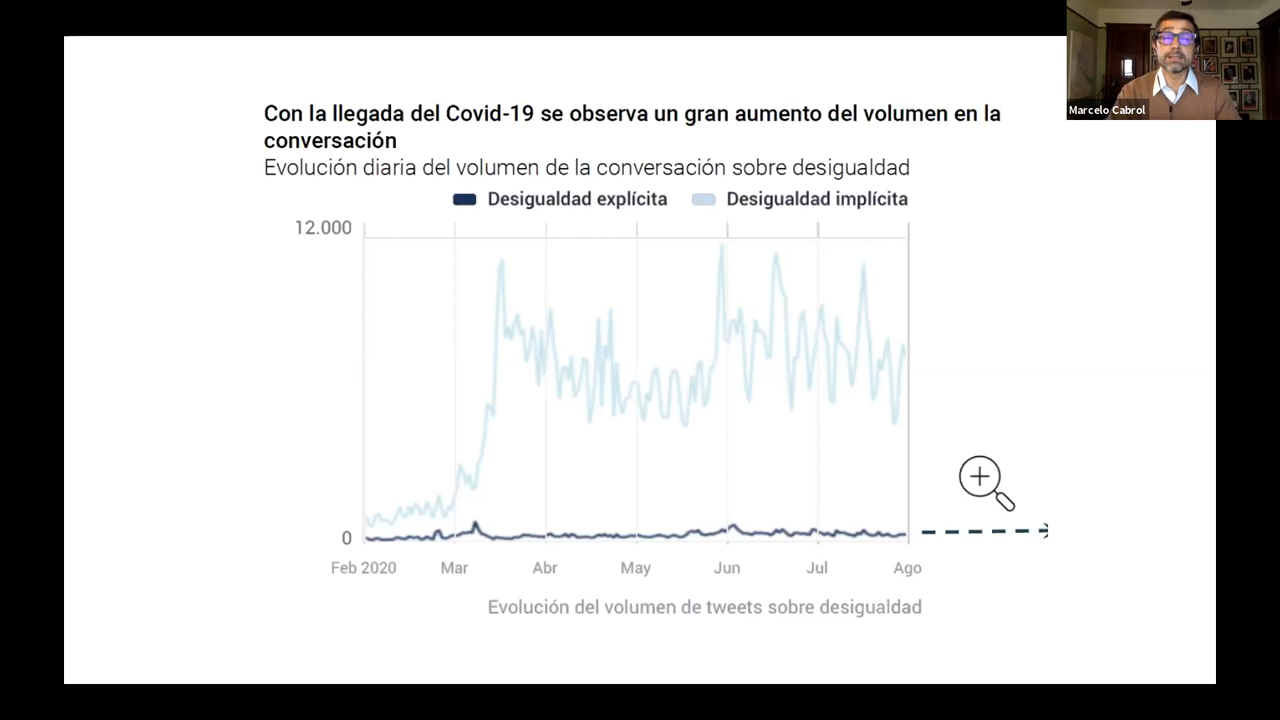 Marcelo Cabrol
Con la llegada del Covid-19 se observa un gran aumento del volumen en la
conversación
Evolución diaria del volumen de la conversación sobre desigualdad
Desigualdad explícita Desigualdad implícita
12.000
0
Feb 2020 Mar Abr May Jun Jul Ago
Evolución del volumen de tweets sobre desigualdad